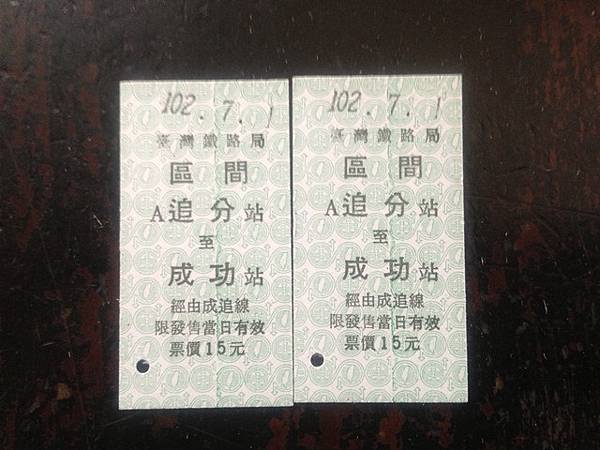 102.7.1
臺灣鐵路局
區間
A追分站
至
成功站
經由成追線
限發售當日有效
票價15元
102.7.1
臺灣鐵路局
區間
A追分站
至
成功站
經由成追線
限發售當日有效
票價15元